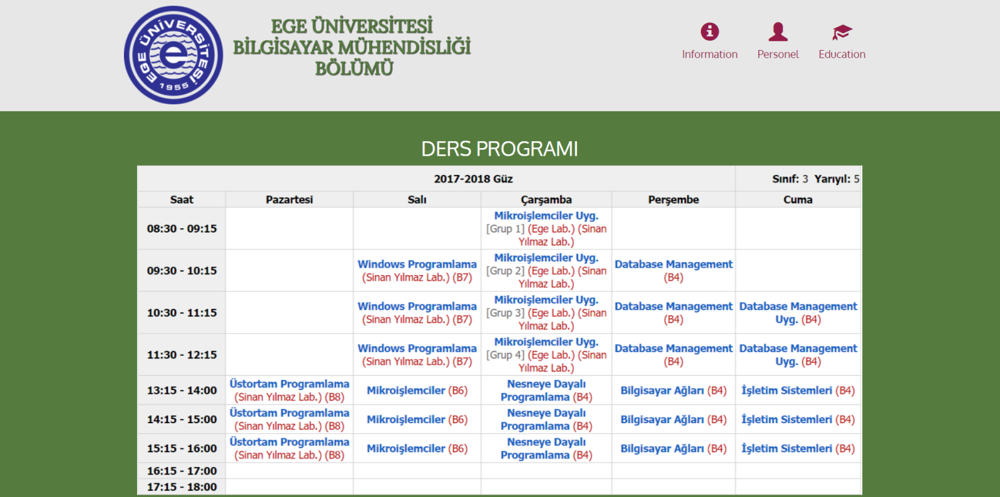 EGE ÜNİVERSİTESİ
1955
EGE ÜNİVERSİTESİ
BİLGİSAYAR MÜHENDİSLİĞİ
BÖLÜMÜ
Information
Personel
Education
DERS PROGRAMI
2017-2018 Güz
Sınıf: 3 Yarıyıl: 5
Saat
Pazartesi
Salı
Çarşamba
Perşembe
Cuma
08:30 - 09:15
Mikroişlemciler Uyg.
[Grup 1] (Ege Lab.) (Sinan
Yılmaz Lab.)
09:30 - 10:15
Windows Programlama
(Sinan Yılmaz Lab.) (B7)
Mikroişlemciler Uyg.
[Grup 2] (Ege Lab.) (Sinan
Yılmaz Lab.)
Database Management
(B4)
10:30 - 11:15
Windows Programlama
(Sinan Yılmaz Lab.) (B7)
Mikroişlemciler Uyg.
[Grup 3] (Ege Lab.) (Sinan
Yılmaz Lab.)
Database Management
(B4)
Database Management
Uyg. (B4)
11:30 - 12:15
Windows Programlama
(Sinan Yılmaz Lab.) (B7)
Mikroişlemciler Uyg.
[Grup 4] (Ege Lab.) (Sinan
Yılmaz Lab.)
Database Management
(B4)
Database Management
Uyg. (B4)
13:15 - 14:00
Üstortam Programlama
(Sinan Yılmaz Lab.) (B8)
Mikroişlemciler (B6)
Nesneye Dayalı
Programlama (B4)
Bilgisayar Ağları (B4)
İşletim Sistemleri (B4)
14:15 - 15:00
Üstortam Programlama
(Sinan Yılmaz Lab.) (B8)
Mikroişlemciler (B6)
Nesneye Dayalı
Programlama (B4)
Bilgisayar Ağları (B4)
İşletim Sistemleri (B4)
15:15 - 16:00
Üstortam Programlama
(Sinan Yılmaz Lab.) (B8)
Mikroişlemciler (B6)
Nesneye Dayalı
Programlama (B4)
Bilgisayar Ağları (B4)
İşletim Sistemleri (B4)
16:15 - 17:00
17:15 - 18:00